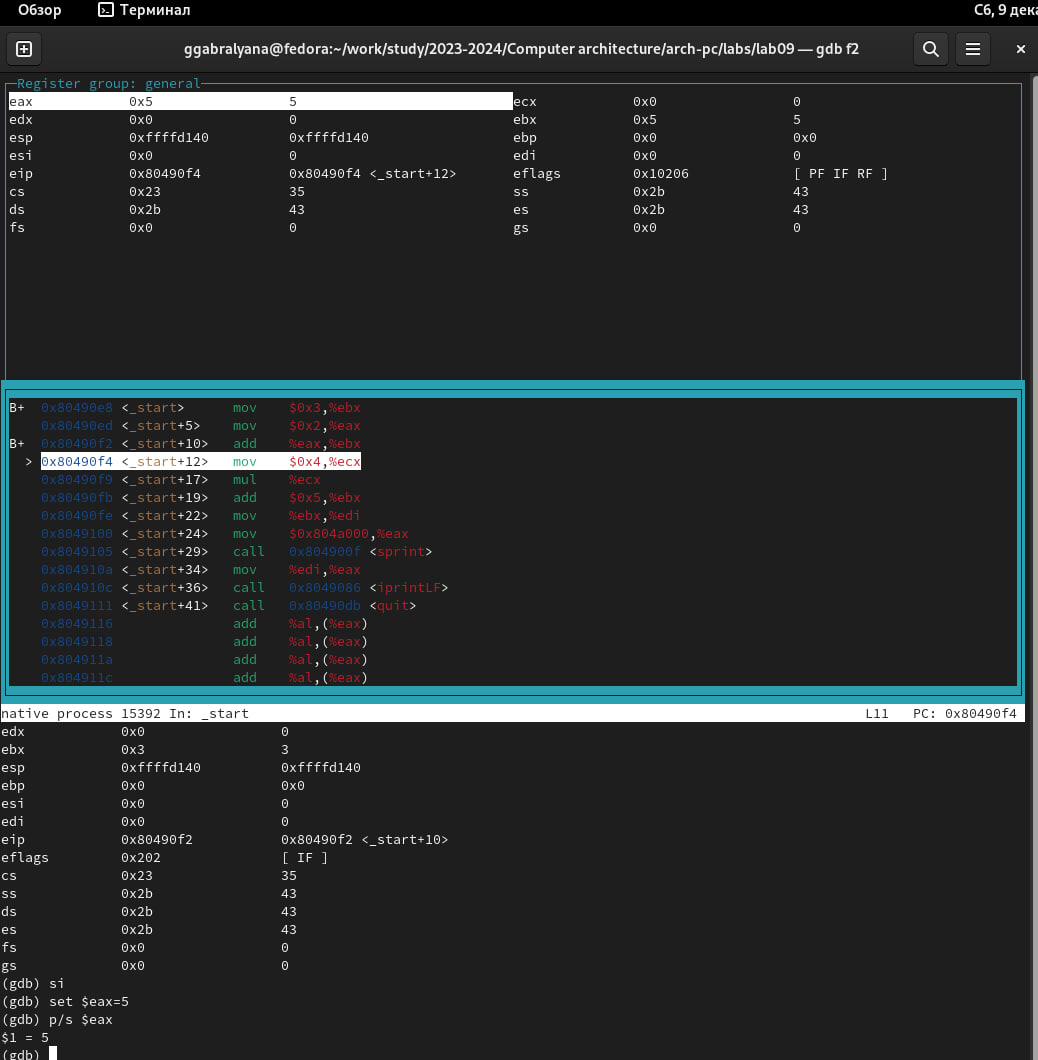 Обзор Терминал Сб, 9 дека
ggabralyana@fedora:~/work/study/2023-2024/Computer architecture/arch-pc/labs/lab09 — gdb f2
Register group: general
eax 0x5 5 ecx 0x0 0
edx 0x0 0 ebx 0x5 5
esp 0xffffd140 0xffffd140 ebp 0x0 0x0
esi 0x0 0 edi 0x0 0
eip 0x80490f4 0x80490f4 <_start+12> eflags 0x10206 [ PF IF RF ]
cs 0x23 35 ss 0x2b 43
ds 0x2b 43 es 0x2b 43
fs 0x0 0 gs 0x0 0
B+ 0x80490e8 <_start> mov $0x3,%ebx
0x80490ed <_start+5> mov $0x2,%eax
B+ 0x80490f2 <_start+10> add %eax,%ebx
> 0x80490f4 <_start+12> mov $0x4,%ecx
0x80490f9 <_start+17> mul %ecx
0x80490fb <_start+19> add $0x5,%ebx
0x80490fe <_start+22> mov %ebx,%edi
0x8049100 <_start+24> mov $0x804a000,%eax
0x8049105 <_start+29> call 0x804900f <sprint>
0x804910a <_start+34> mov %edi,%eax
0x804910c <_start+36> call 0x8049086 <iprintLF>
0x8049111 <_start+41> call 0x80490db <quit>
0x8049116 add %al,(%eax)
0x8049118 add %al,(%eax)
0x804911a add %al,(%eax)
0x804911c add %al,(%eax)
native process 15392 In: _start L11 PC: 0x80490f4
edx 0x0 0
ebx 0x3 3
esp 0xffffd140 0xffffd140
ebp 0x0 0x0
esi 0x0 0
edi 0x0 0
eip 0x80490f2 0x80490f2 <_start+10>
eflags 0x202 [ IF ]
cs 0x23 35
ss 0x2b 43
ds 0x2b 43
es 0x2b 43
fs 0x0 0
gs 0x0 0
(gdb) si
(gdb) set $eax=5
(gdb) p/s $eax
$1 = 5
(gdb)